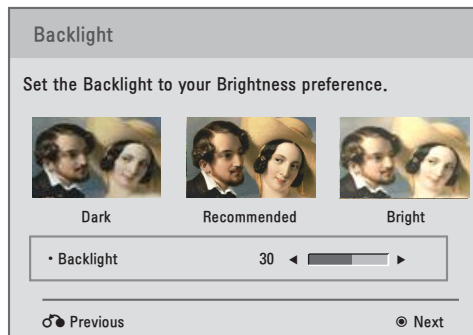 Backlight
Set the Backlight to your Brightness preference.
Dark Recommended Bright
• Backlight 30 ◄ ►
Previous Next